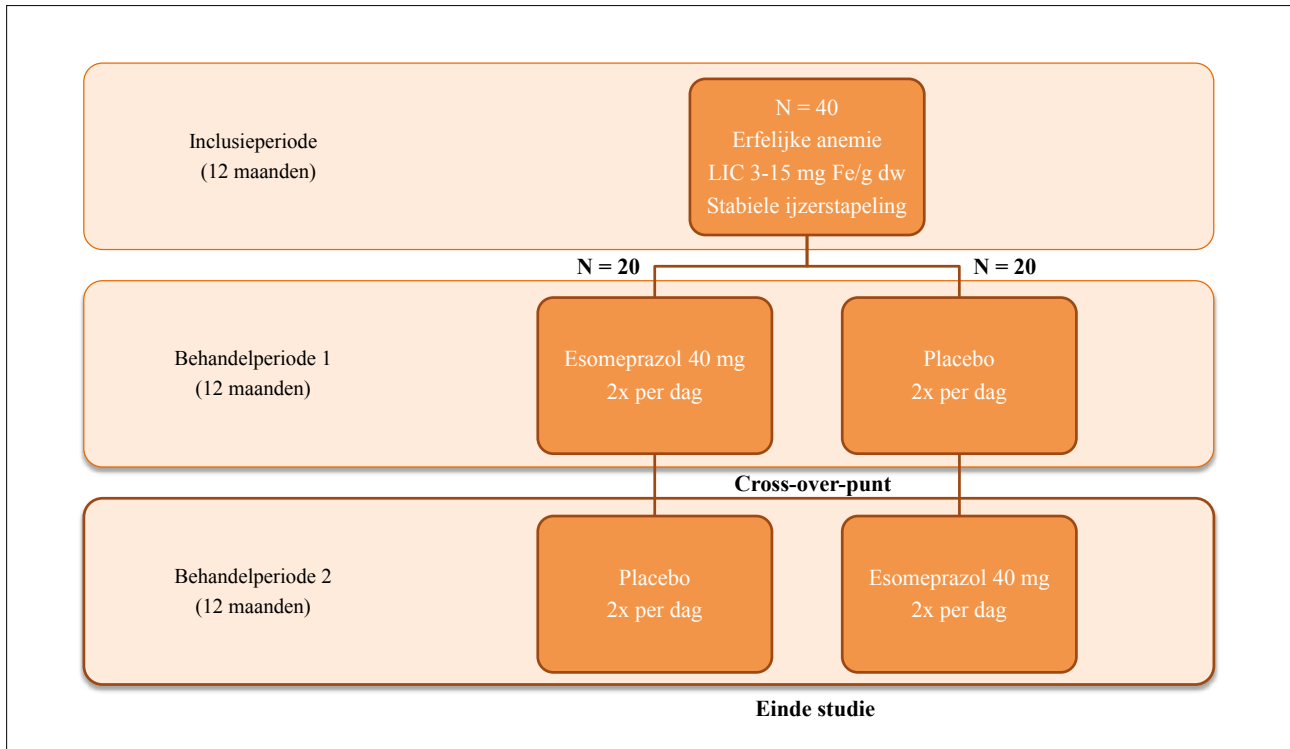 Inclusieperiode
(12 maanden)
N = 40
Erfelijke anemie
LIC 3-15 mg Fe/g dw
Stabiele ijzerstapeling
N = 20
N = 20
Behandelperiode 1
(12 maanden)
Esomeprazol 40 mg
2x per dag
Placebo
2x per dag
Cross-over-punt
Behandelperiode 2
(12 maanden)
Placebo
2x per dag
Esomeprazol 40 mg
2x per dag
Einde studie